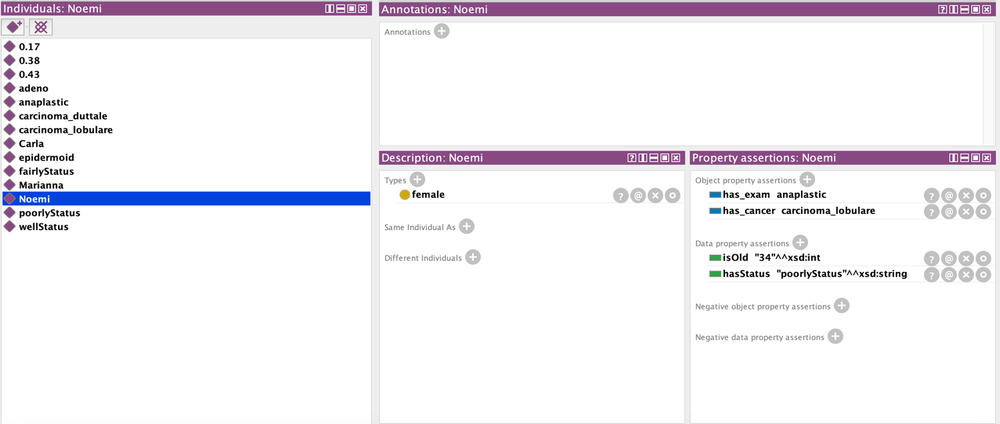 Individuals: Noemi
0.17
0.38
0.43
adeno
anaplastic
carcinoma_duttale
carcinoma_lobulare
Carla
epidermoid
fairlyStatus
Marianna
Noemi
poorlyStatus
wellStatus
Annotations: Noemi
Annotations
Description: Noemi
Types
female
Same Individual As
Different Individuals
Property assertions: Noemi
Object property assertions
has_exam anaplastic
has_cancer carcinoma_lobulare
Data property assertions
isOld "34"^^xsd:int
hasStatus "poorlyStatus"^^xsd:string
Negative object property assertions
Negative data property assertions